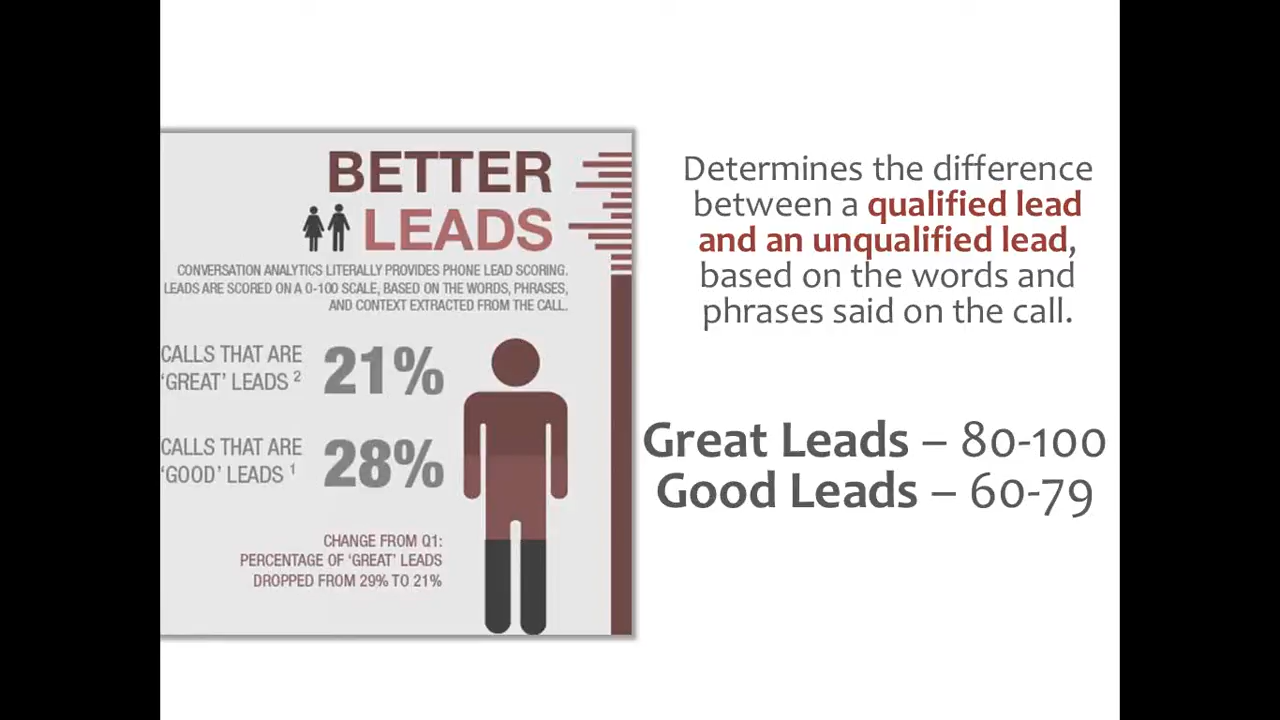 BETTER
LEADS
CONVERSATION ANALYTICS LITERALLY PROVIDES PHONE LEAD SCORING.
LEADS ARE SCORED ON A 0-100 SCALE, BASED ON THE WORDS, PHRASES,
AND CONTEXT EXTRACTED FROM THE CALL.
CALLS THAT ARE
'GREAT' LEADS 2
21%
CALLS THAT ARE
'GOOD' LEADS 1
28%
CHANGE FROM Q1:
PERCENTAGE OF 'GREAT' LEADS
DROPPED FROM 29% TO 21%
Determines the difference
between a qualified lead
and an unqualified lead,
based on the words and
phrases said on the call.
Great Leads – 80-100
Good Leads – 60-79